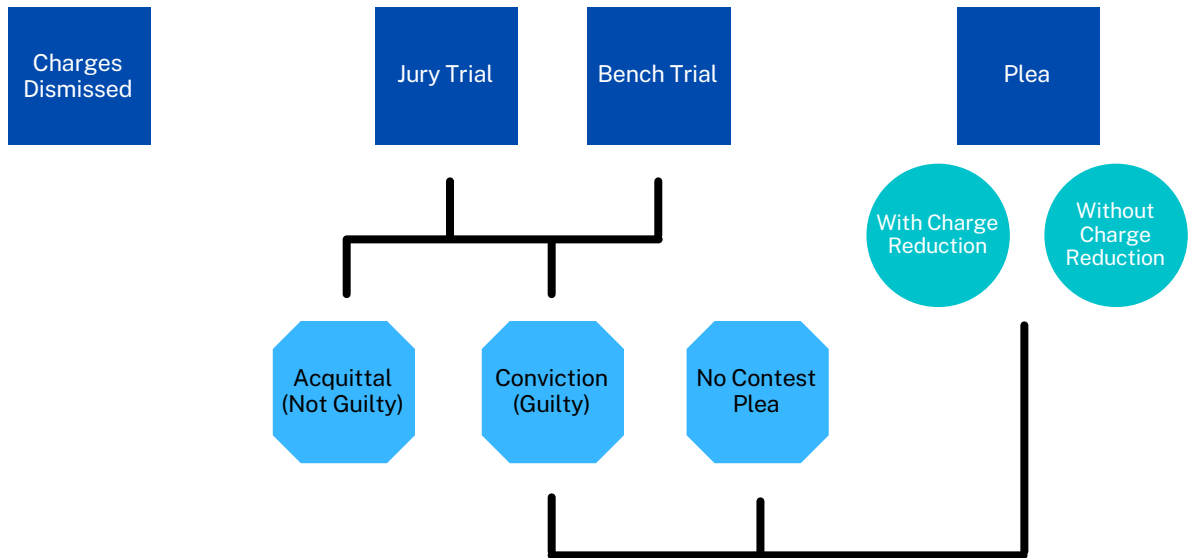 Charges
Dismissed
Jury Trial
Bench Trial
Plea
With Charge
Reduction
Without
Charge
Reduction
Acquittal
(Not Guilty)
Conviction
(Guilty)
No Contest
Plea